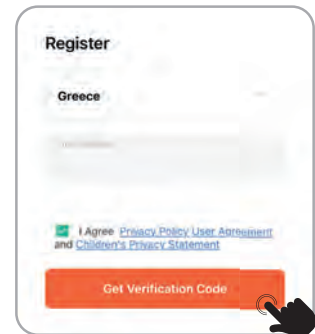 Register
Greece
I Agree Privacy Policy User Agreement
and Children's Privacy Statement
Get Verification Code